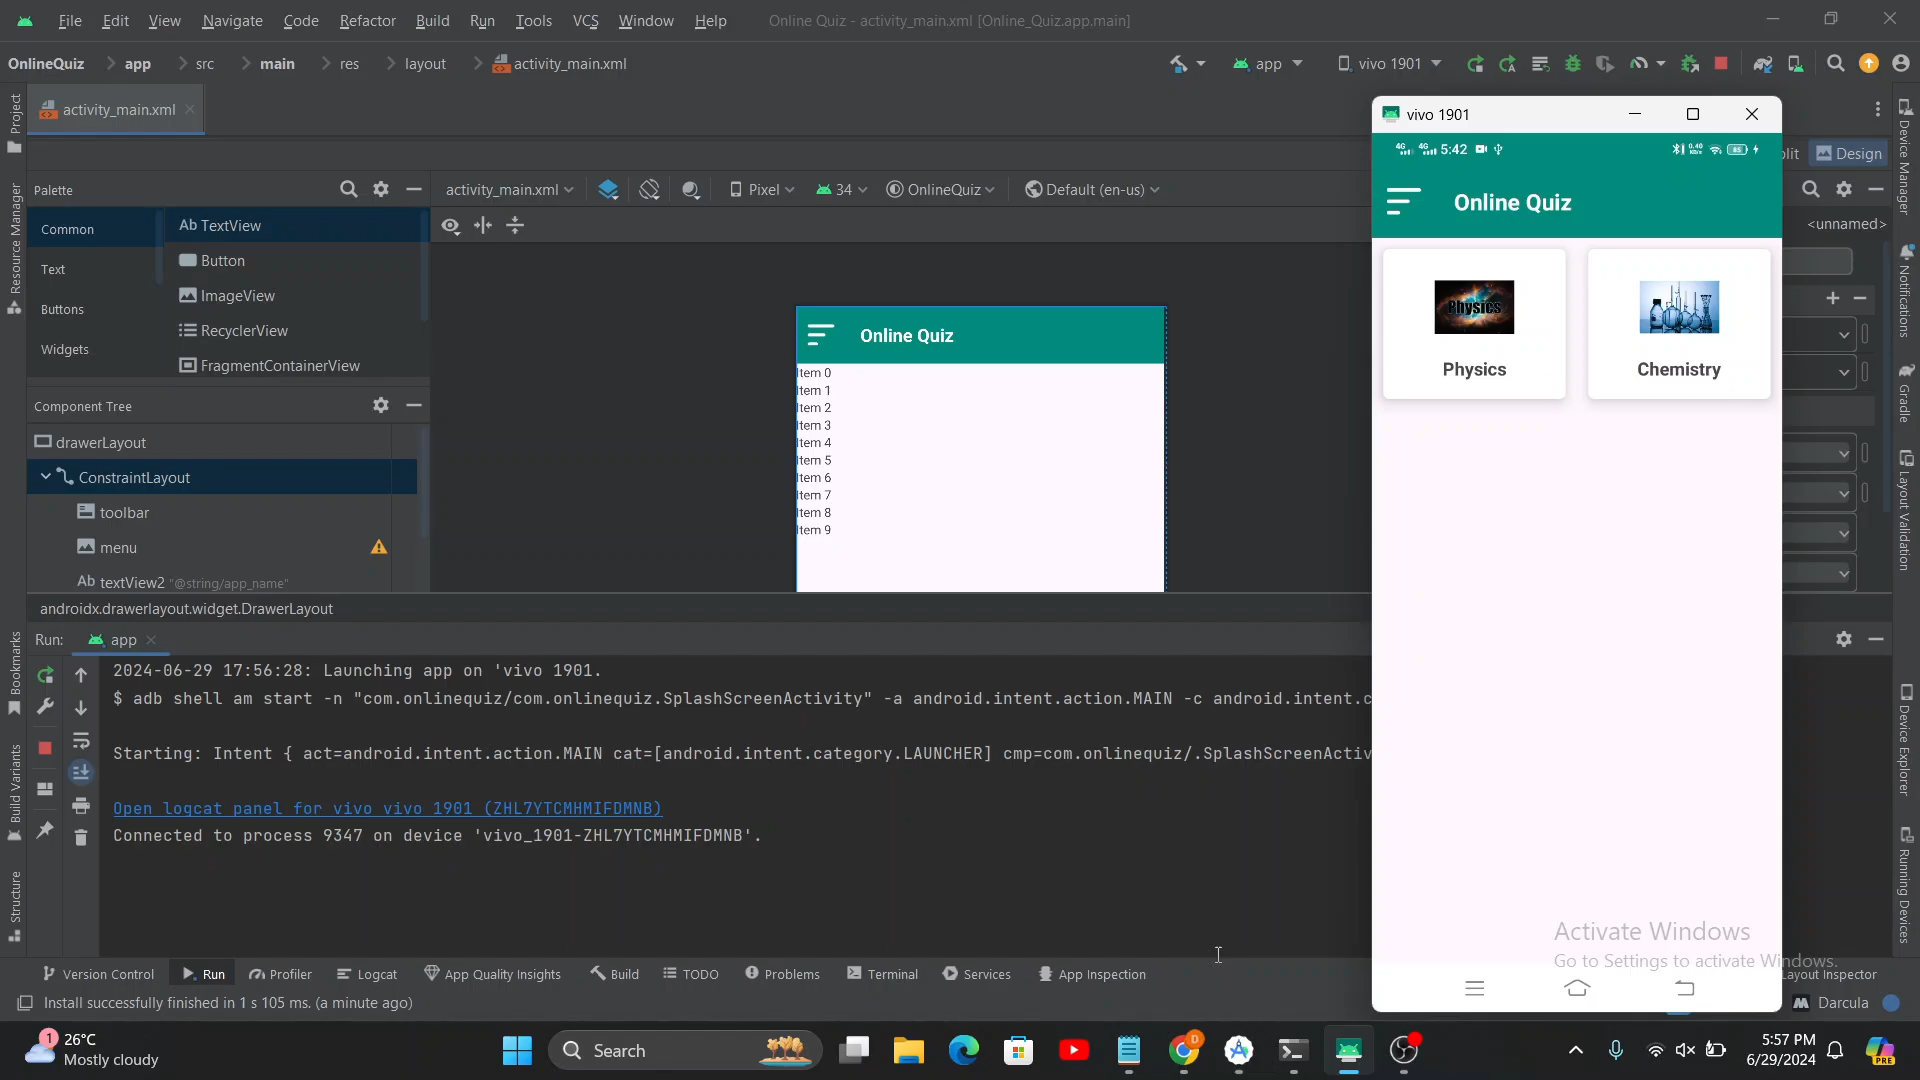 File Edit View Navigate Code Refactor Build Run Tools VCS Window Help Online Quiz - activity_main.xml [Online_Quiz.app.main]
OnlineQuiz app src main res layout activity_main.xml app vivo 1901
Project
activity_main.xml
Resource Manager
Palette
Common
Text
Buttons
Widgets
Ab TextView
Button
ImageView
RecyclerView
FragmentContainerView
Component Tree
drawerLayout
ConstraintLayout
toolbar
menu
Ab textView2 "@string/app_name"
androidx.drawerlayout.widget.DrawerLayout
activity_main.xml Pixel 34 OnlineQuiz Default (en-us)
Online Quiz
Item 0
Item 1
Item 2
Item 3
Item 4
Item 5
Item 6
Item 7
Item 8
Item 9
vivo 1901
4G 4G 5:42 0.40 KB/s 85
Online Quiz
Physics
Physics
Chemistry
Design
<unnamed>
Device Manager
Notifications
Gradle
Layout Validation
Device Explorer
Running Devices
Bookmarks
Build Variants
Structure
Run: app
2024-06-29 17:56:28: Launching app on 'vivo 1901.
$ adb shell am start -n "com.onlinequiz/com.onlinequiz.SplashScreenActivity" -a android.intent.action.MAIN -c android.intent.c
Starting: Intent { act=android.intent.action.MAIN cat=[android.intent.category.LAUNCHER] cmp=com.onlinequiz/.SplashScreenActiv
Open logcat panel for vivo vivo 1901 (ZHL7YTCMHMIFDMNB)
Connected to process 9347 on device 'vivo_1901-ZHL7YTCMHMIFDMNB'.
Activate Windows
Go to Settings to activate Windows.
Version Control Run Profiler Logcat App Quality Insights Build TODO Problems Terminal Services App Inspection Layout Inspector
Install successfully finished in 1 s 105 ms. (a minute ago) Darcula
1
26°C
Mostly cloudy
Search
D
PRE
5:57 PM
6/29/2024